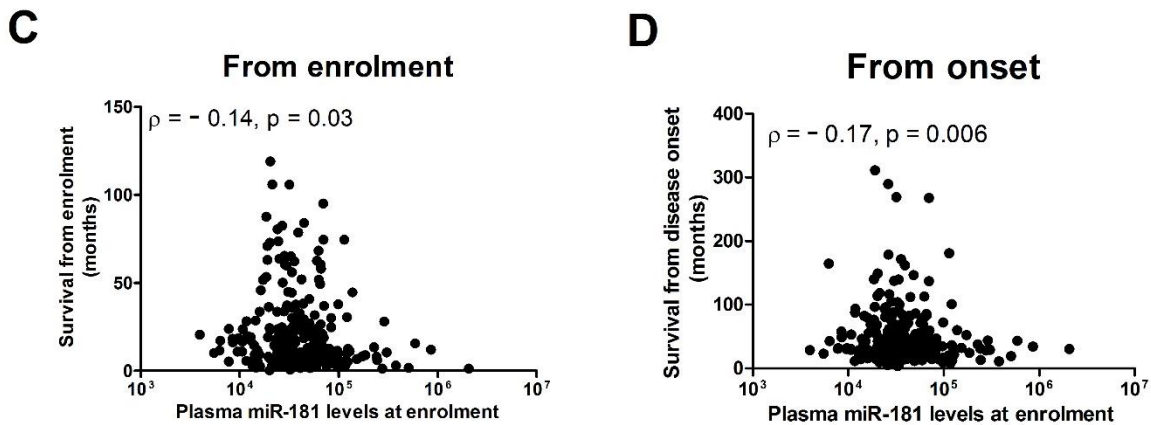 C
From enrolment
ρ = - 0.14, p = 0.03
Survival from enrolment
(months)
150
100
50
0
10³ 10⁴ 10⁵ 10⁶ 10⁷
Plasma miR-181 levels at enrolment
D
From onset
ρ = - 0.17, p = 0.006
Survival from disease onset
(months)
400
300
200
100
0
10³ 10⁴ 10⁵ 10⁶ 10⁷
Plasma miR-181 levels at enrolment